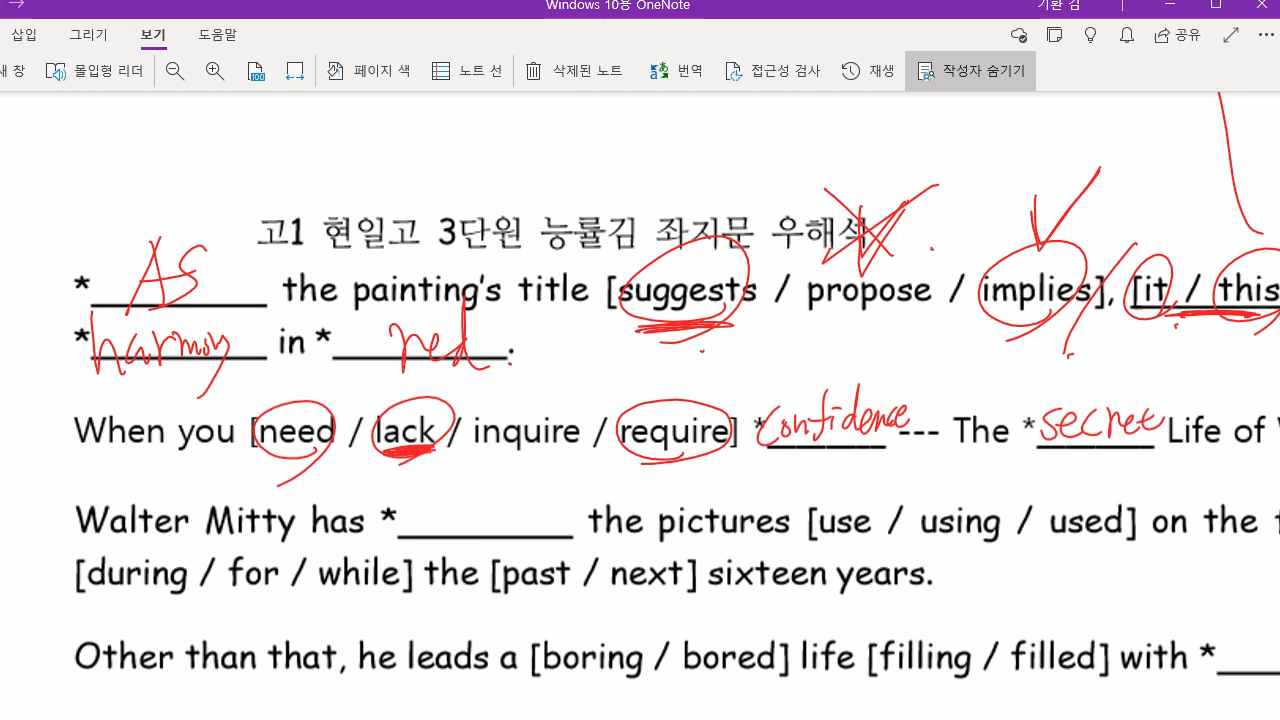 Windows 10용 OneNote 기환 김
삽입 그리기 보기 도움말 공유
새 창 몰입형 리더 페이지 색 노트 선 삭제된 노트 번역 접근성 검사 재생 작성자 숨기기
고1 현일고 3단원 능률김 좌지문 우해석
* As the painting's title [suggests / propose / implies], [it / this
* harmony in * red.
When you [need / lack / inquire / require] * confidence --- The * secret Life of
Walter Mitty has *_________ the pictures [use / using / used] on the
[during / for / while] the [past / next] sixteen years.
Other than that, he leads a [boring / bored] life [filling / filled] with *____